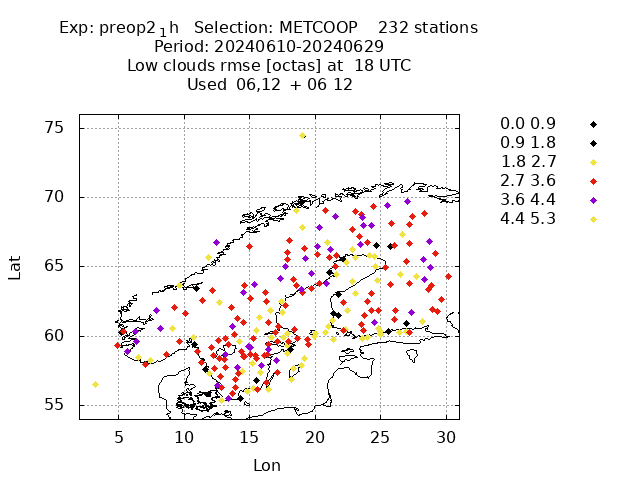 Exp: preop2₁h   Selection: METCOOP    232 stations
Period: 20240610-20240629
Low clouds rmse [octas] at  18 UTC
Used  06,12  + 06 12
75
70
65
60
55
Lat
5 10 15 20 25 30
Lon
0.0 0.9
0.9 1.8
1.8 2.7
2.7 3.6
3.6 4.4
4.4 5.3